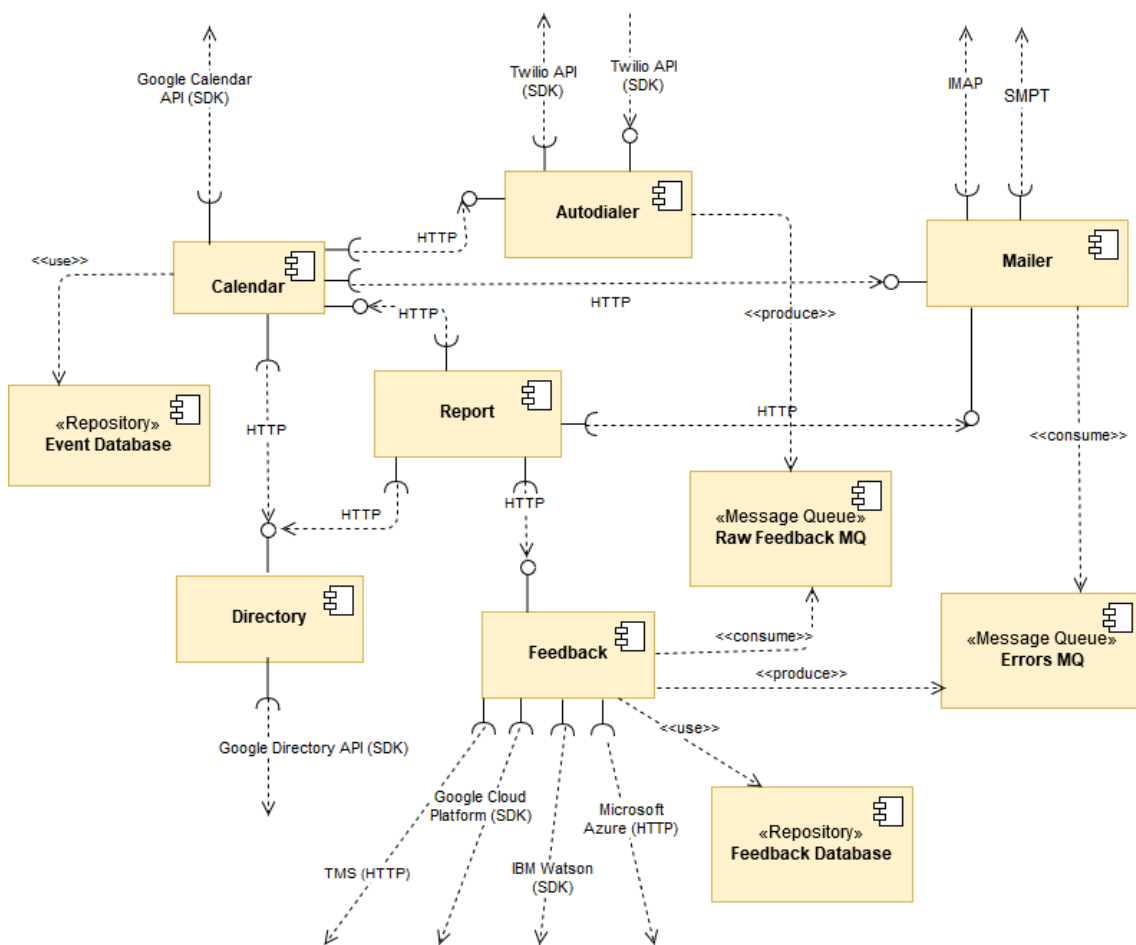 Google Calendar
API (SDK)
Twilio API
(SDK)
Twilio API
(SDK)
IMAP
SMPT
Autodialer
HTTP
Mailer
<<use>>
Calendar
HTTP
HTTP
<<produce>>
«Repository»
Event Database
Report
HTTP
<<consume>>
HTTP
HTTP
HTTP
«Message Queue»
Raw Feedback MQ
Directory
Feedback
<<consume>>
«Message Queue»
Errors MQ
<<produce>>
Google Directory API (SDK)
<<use>>
Google Cloud
Platform (SDK)
Microsoft
Azure (HTTP)
«Repository»
Feedback Database
TMS (HTTP)
IBM Watson
(SDK)